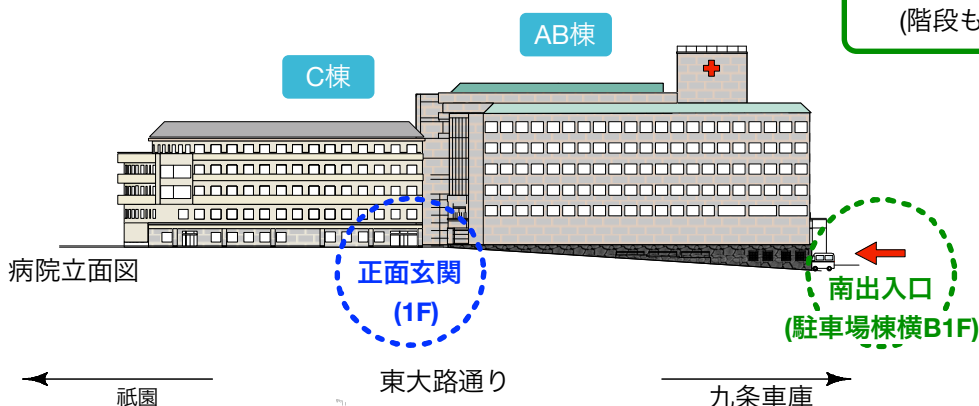 (階段も
AB棟
C棟
病院立面図
正面玄関
(1F)
南出入口
(駐車場棟横B1F)
東大路通り
祇園
九条車庫